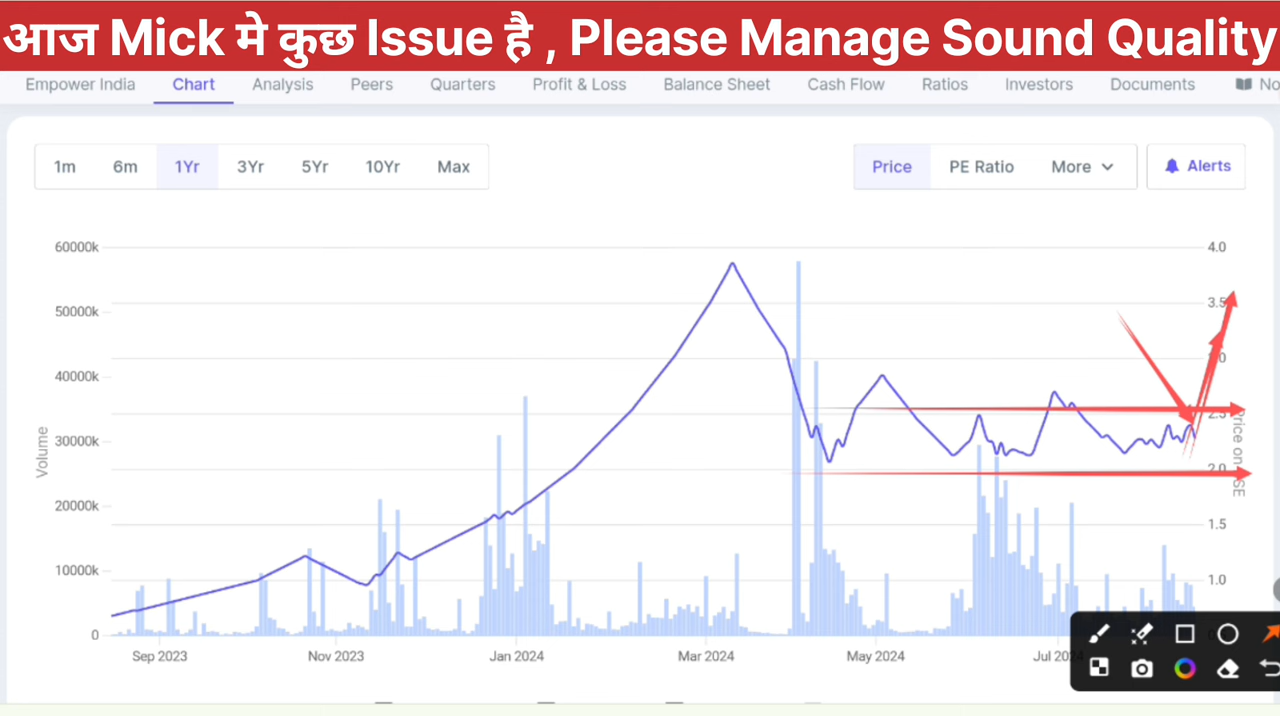 आज Mick मे कुछ Issue है , Please Manage Sound Quality
Empower India Chart Analysis Peers Quarters Profit & Loss Balance Sheet Cash Flow Ratios Investors Documents
1m 6m 1Yr 3Yr 5Yr 10Yr Max Price PE Ratio More Alerts
60000k 4.0
50000k 3.5
40000k
30000k 2.5
2.0
20000k 1.5
10000k 1.0
0
Volume
Price on
Sep 2023 Nov 2023 Jan 2024 Mar 2024 May 2024 Jul